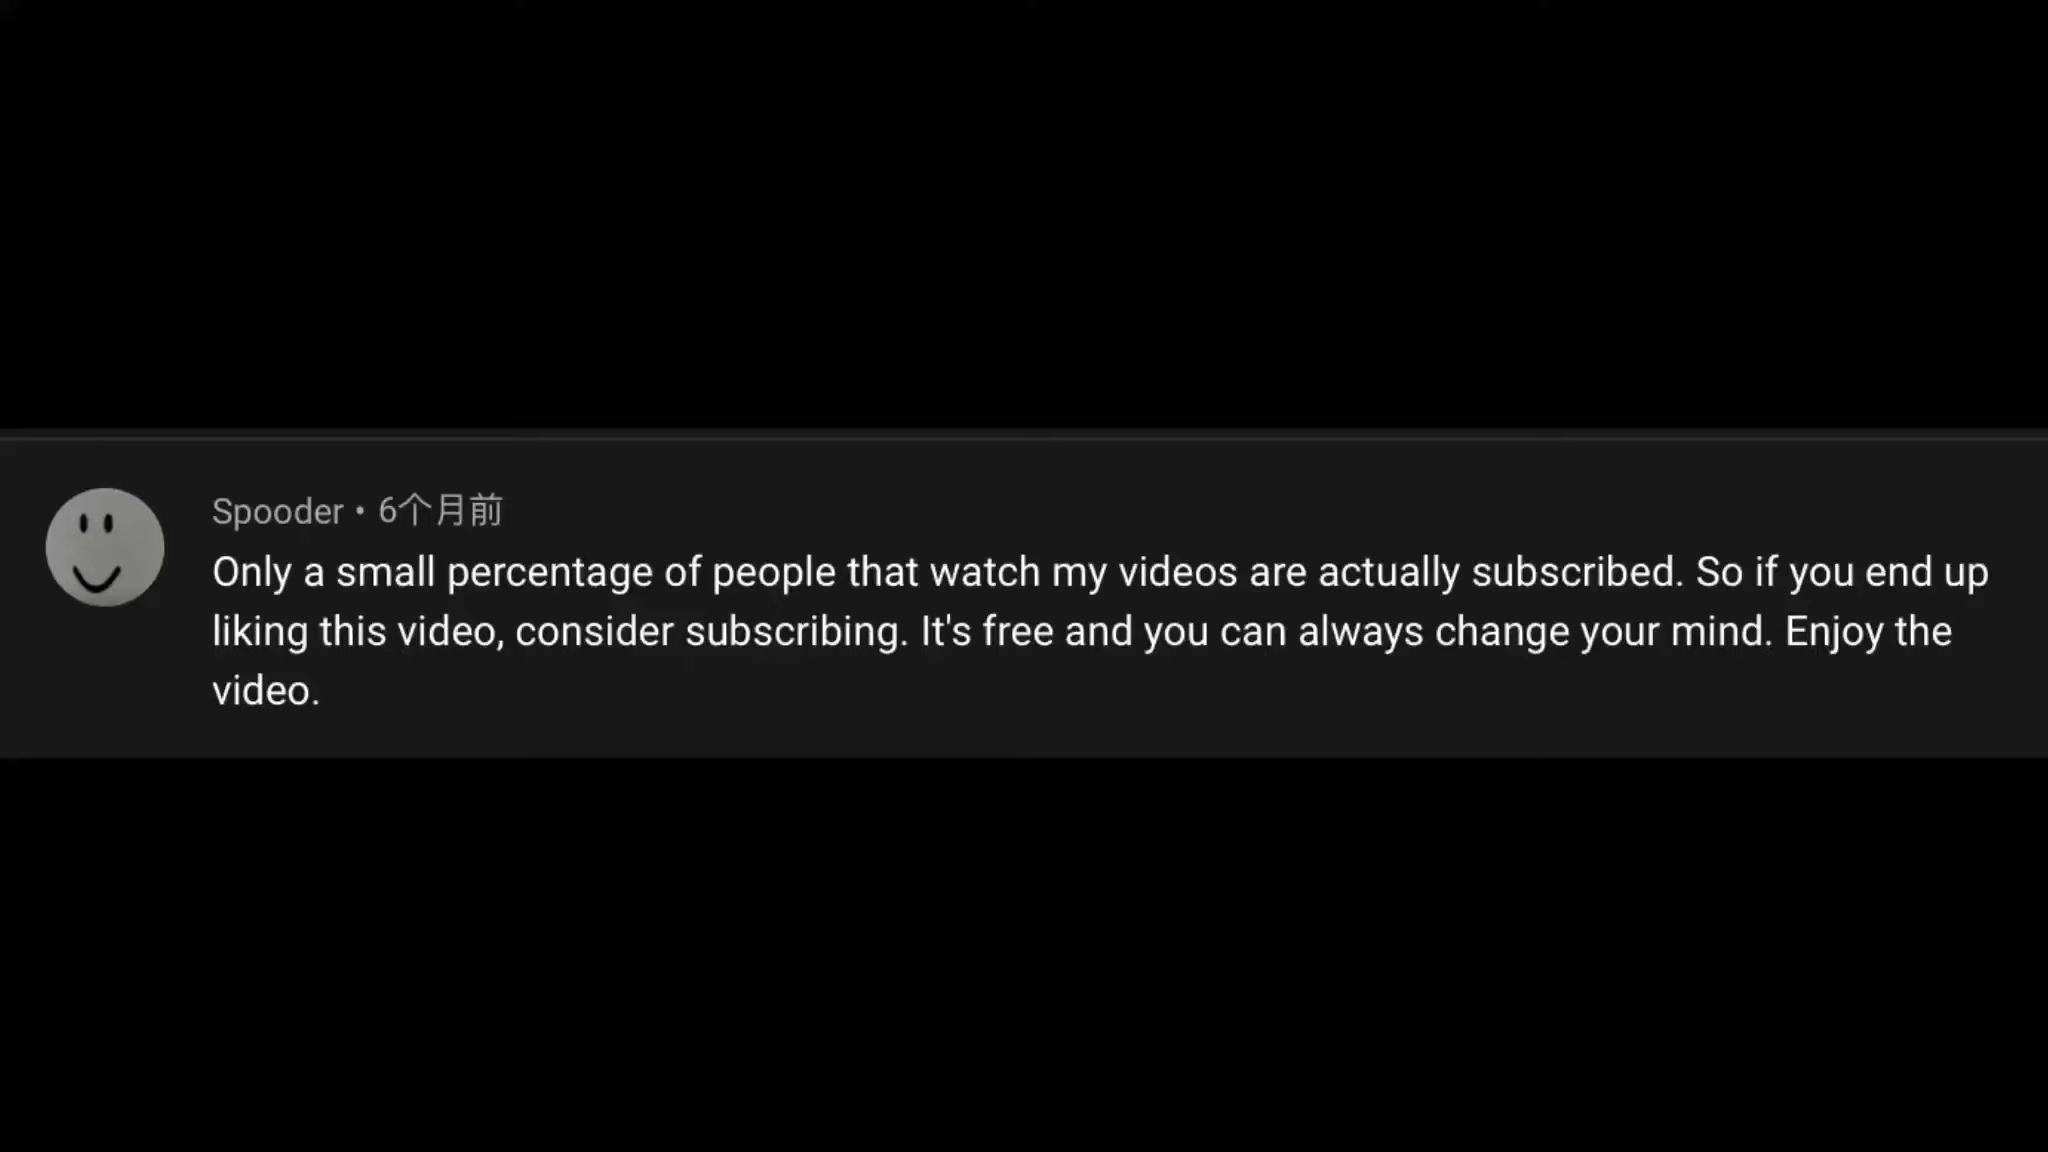 Spooder • 6个月前
Only a small percentage of people that watch my videos are actually subscribed. So if you end up
liking this video, consider subscribing. It's free and you can always change your mind. Enjoy the
video.